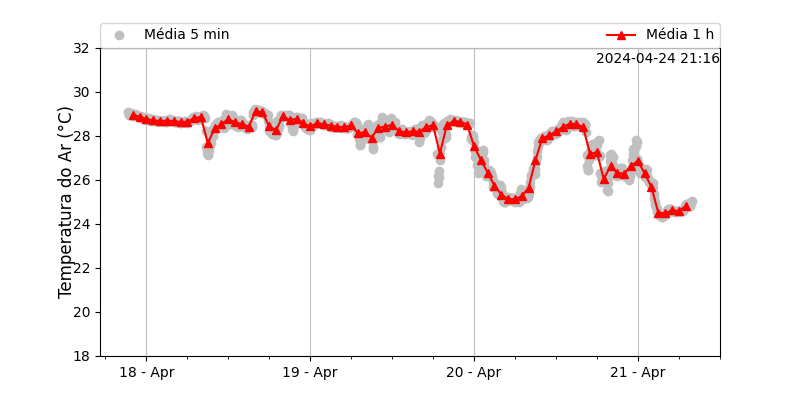 Média 5 min
Média 1 h
2024-04-24 21:16
Temperatura do Ar (°C)
32
30
28
26
24
22
20
18
18 - Apr
19 - Apr
20 - Apr
21 - Apr